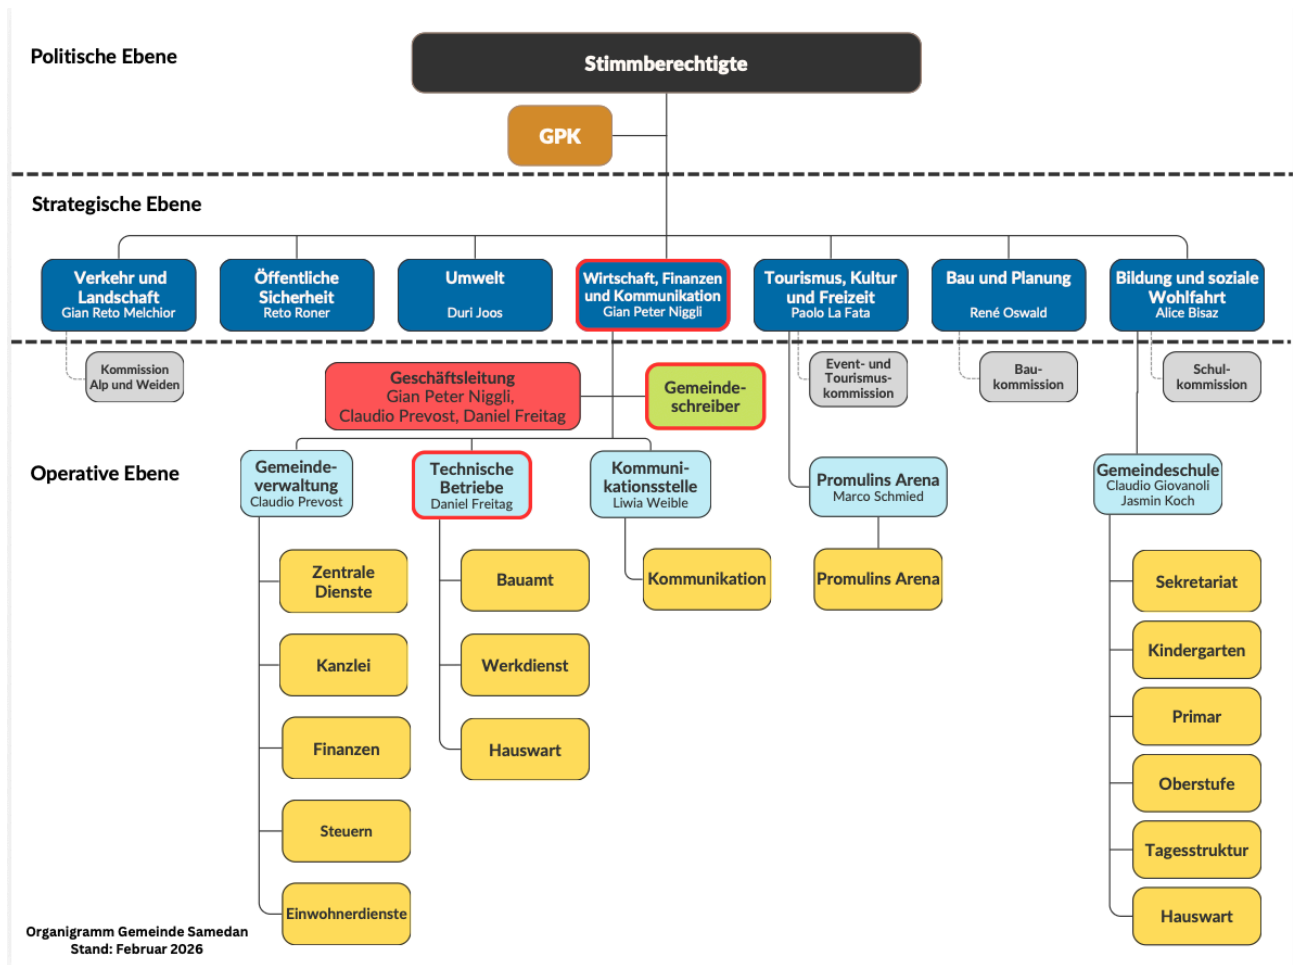 Politische Ebene
Stimmberechtigte
GPK
Strategische Ebene
Verkehr und
Landschaft
Gian Reto Melchior
Öffentliche
Sicherheit
Reto Roner
Umwelt
Duri Joos
Wirtschaft, Finanzen
und Kommunikation
Gian Peter Niggli
Tourismus, Kultur
und Freizeit
Paolo La Fata
Bau und Planung
René Oswald
Bildung und soziale
Wohlfahrt
Alice Bisaz
Kommission
Alp und Weiden
Geschäftsleitung
Gian Peter Niggli,
Claudio Prevost, Daniel Freitag
Gemeinde-
schreiber
Event- und
Tourismus-
kommission
Bau-
kommission
Schul-
kommission
Operative Ebene
Gemeinde-
verwaltung
Claudio Prevost
Technische
Betriebe
Daniel Freitag
Kommuni-
kationsstelle
Liwia Weible
Promulins Arena
Marco Schmied
Gemeindeschule
Claudio Giovanoli
Jasmin Koch
Zentrale
Dienste
Kanzlei
Finanzen
Steuern
Einwohnerdienste
Bauamt
Werkdienst
Hauswart
Kommunikation
Promulins Arena
Sekretariat
Kindergarten
Primar
Oberstufe
Tagesstruktur
Hauswart
Organigramm Gemeinde Samedan
Stand: Februar 2026